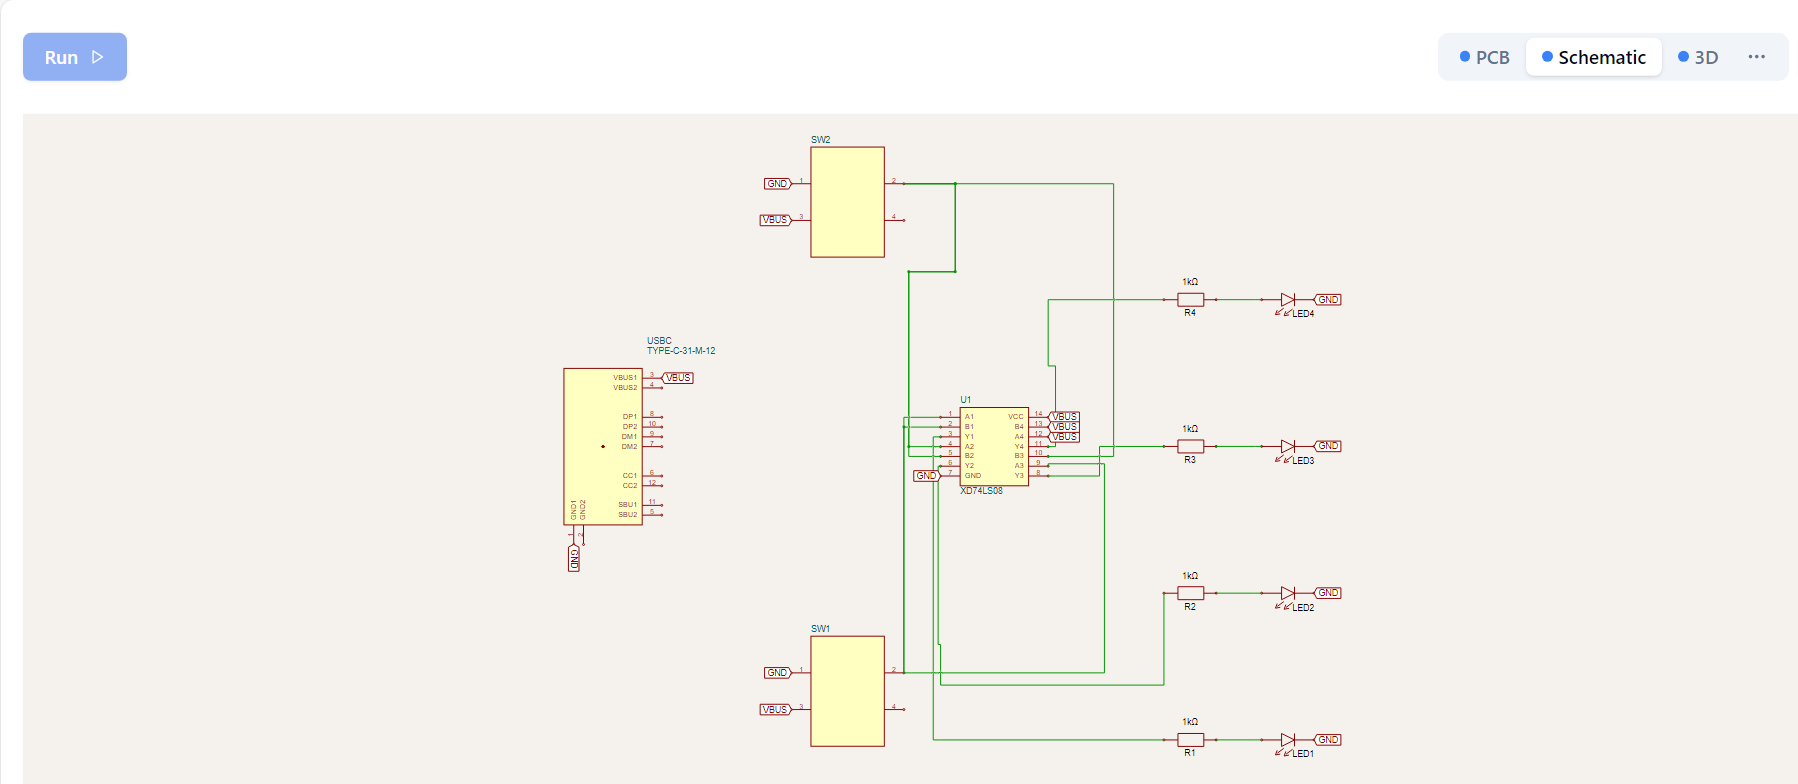 Run
PCB
Schematic
3D
SW2
GND 1
2
VBUS 3
4
1kΩ
R4
LED4
GND
USBC
TYPE-C-31-M-12
VBUS1 3 VBUS
VBUS2 4
DP1 8
DP2 10
DM1 9
DM2 7
CC1 6
CC2 12
SBU1 11
SBU2 5
GND1
GND2
1
2
GND
U1
1 A1 VCC 14 VBUS
2 B1 B4 13 VBUS
3 Y1 A4 12 VBUS
4 A2 Y4 11
5 B2 B3 10
6 Y2 A3 9
GND 7 GND Y3 8
XD74LS08
1kΩ
R3
LED3
GND
1kΩ
R2
LED2
GND
SW1
GND 1
2
VBUS 3
4
1kΩ
R1
LED1
GND